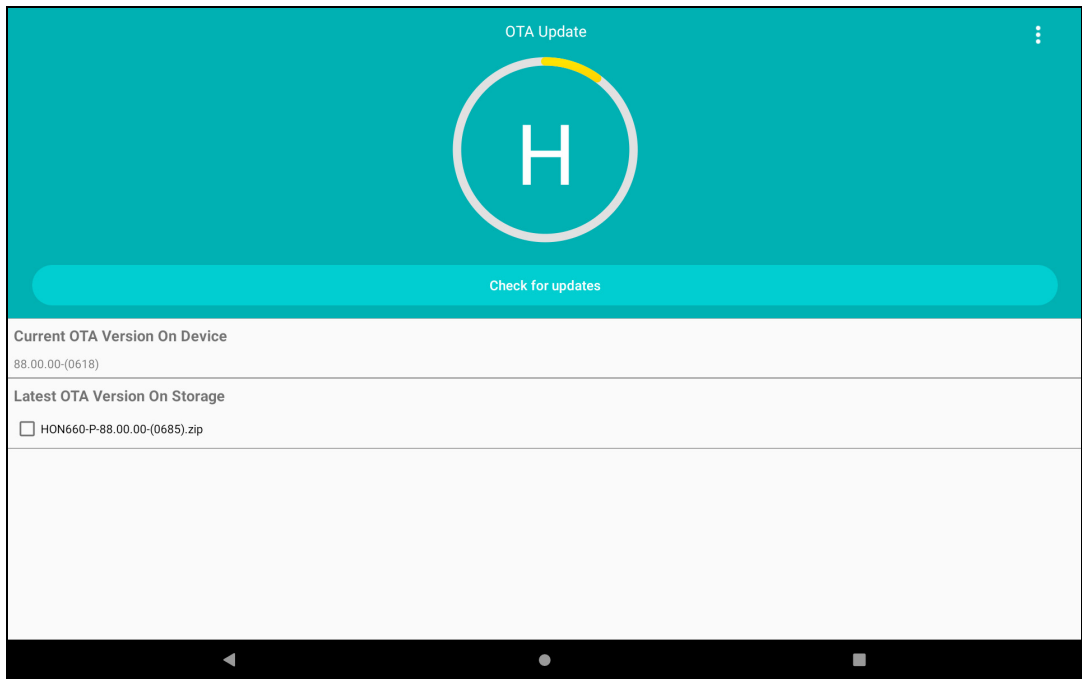 OTA Update
H
Check for updates
Current OTA Version On Device
88.00.00-(0618)
Latest OTA Version On Storage
HON660-P-88.00.00-(0685).zip